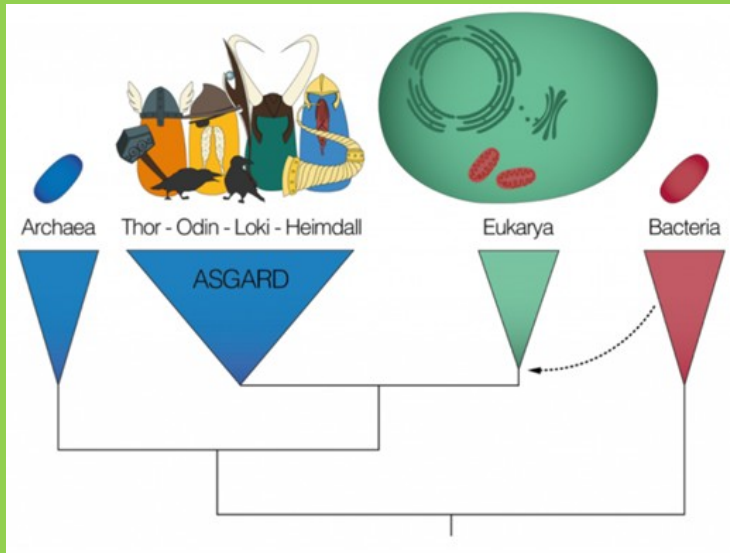 Archaea
Thor - Odin - Loki - Heimdall
Eukarya
Bacteria
ASGARD